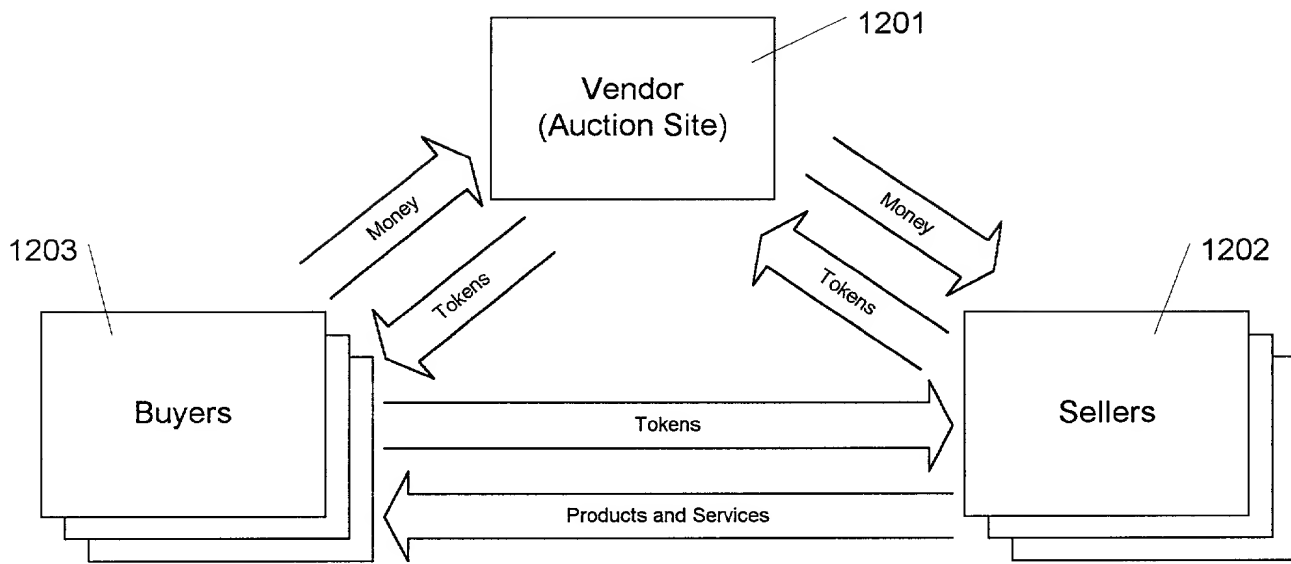 1201
Vendor
(Auction Site)
Money
Money
1203
Tokens
Tokens
1202
Buyers
Tokens
Sellers
Products and Services